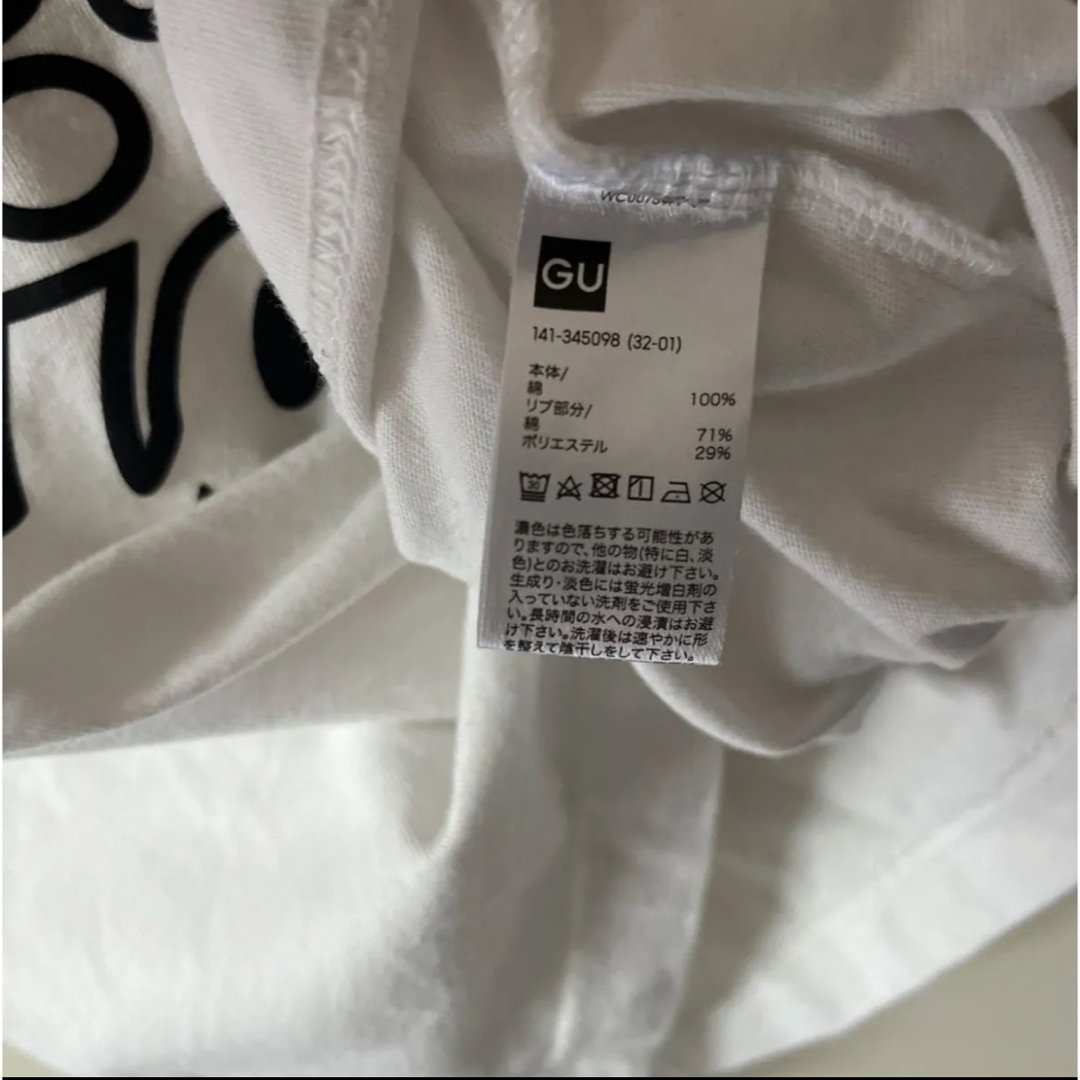 GU
141-345098 (32-01)
本体/
綿 100%
リブ部分/
綿 71%
ポリエステル 29%
30
濃色は色落ちする可能性があ
りますので、他の物(特に白、淡
色)とのお洗濯はお避け下さい。
生成り・淡色には蛍光増白剤の
入っていない洗剤をご使用下さ
い。長時間の水への浸漬はお避
け下さい。洗濯後は速やかに形
を整えて陰干しをして下さい。